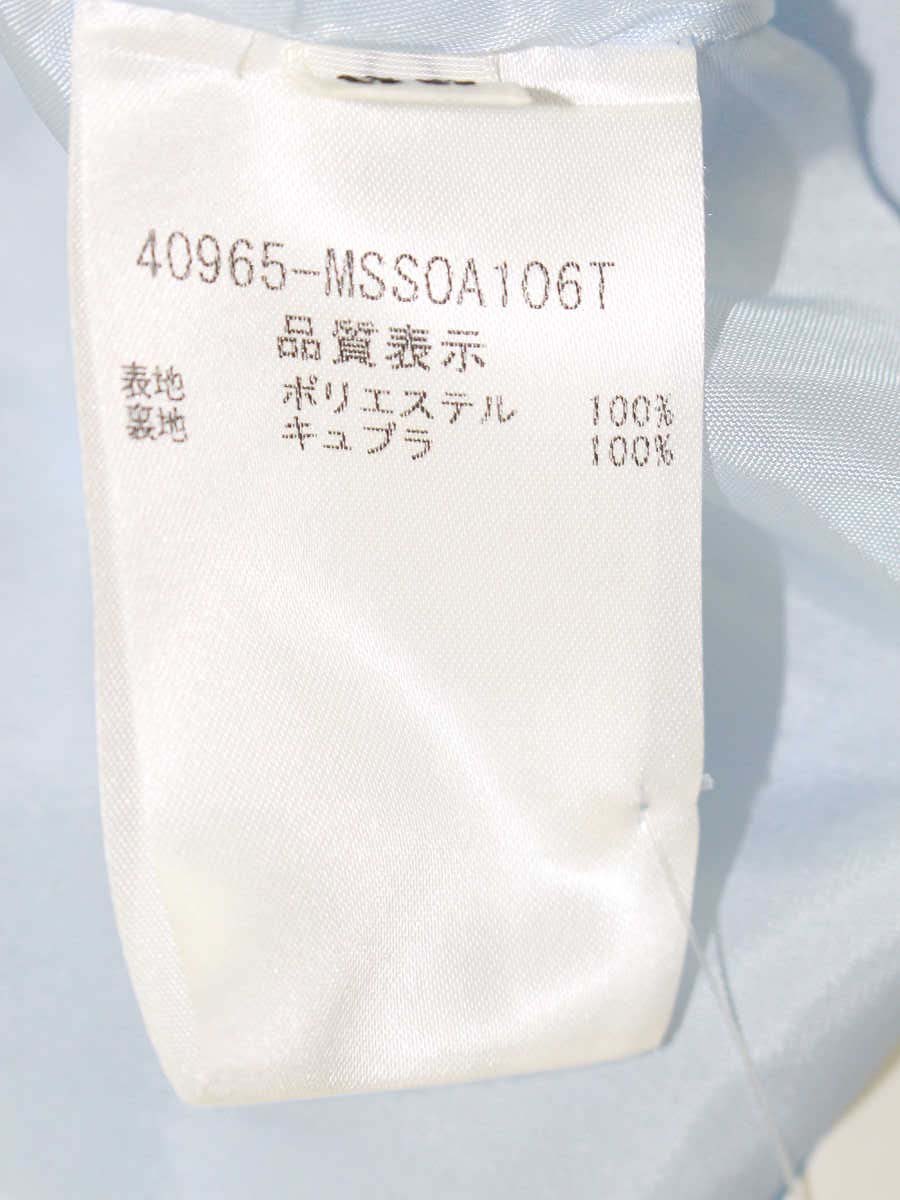 40965-MSSOA106T
品質表示
表地 ポリエステル 100%
裏地 キュプラ 100%